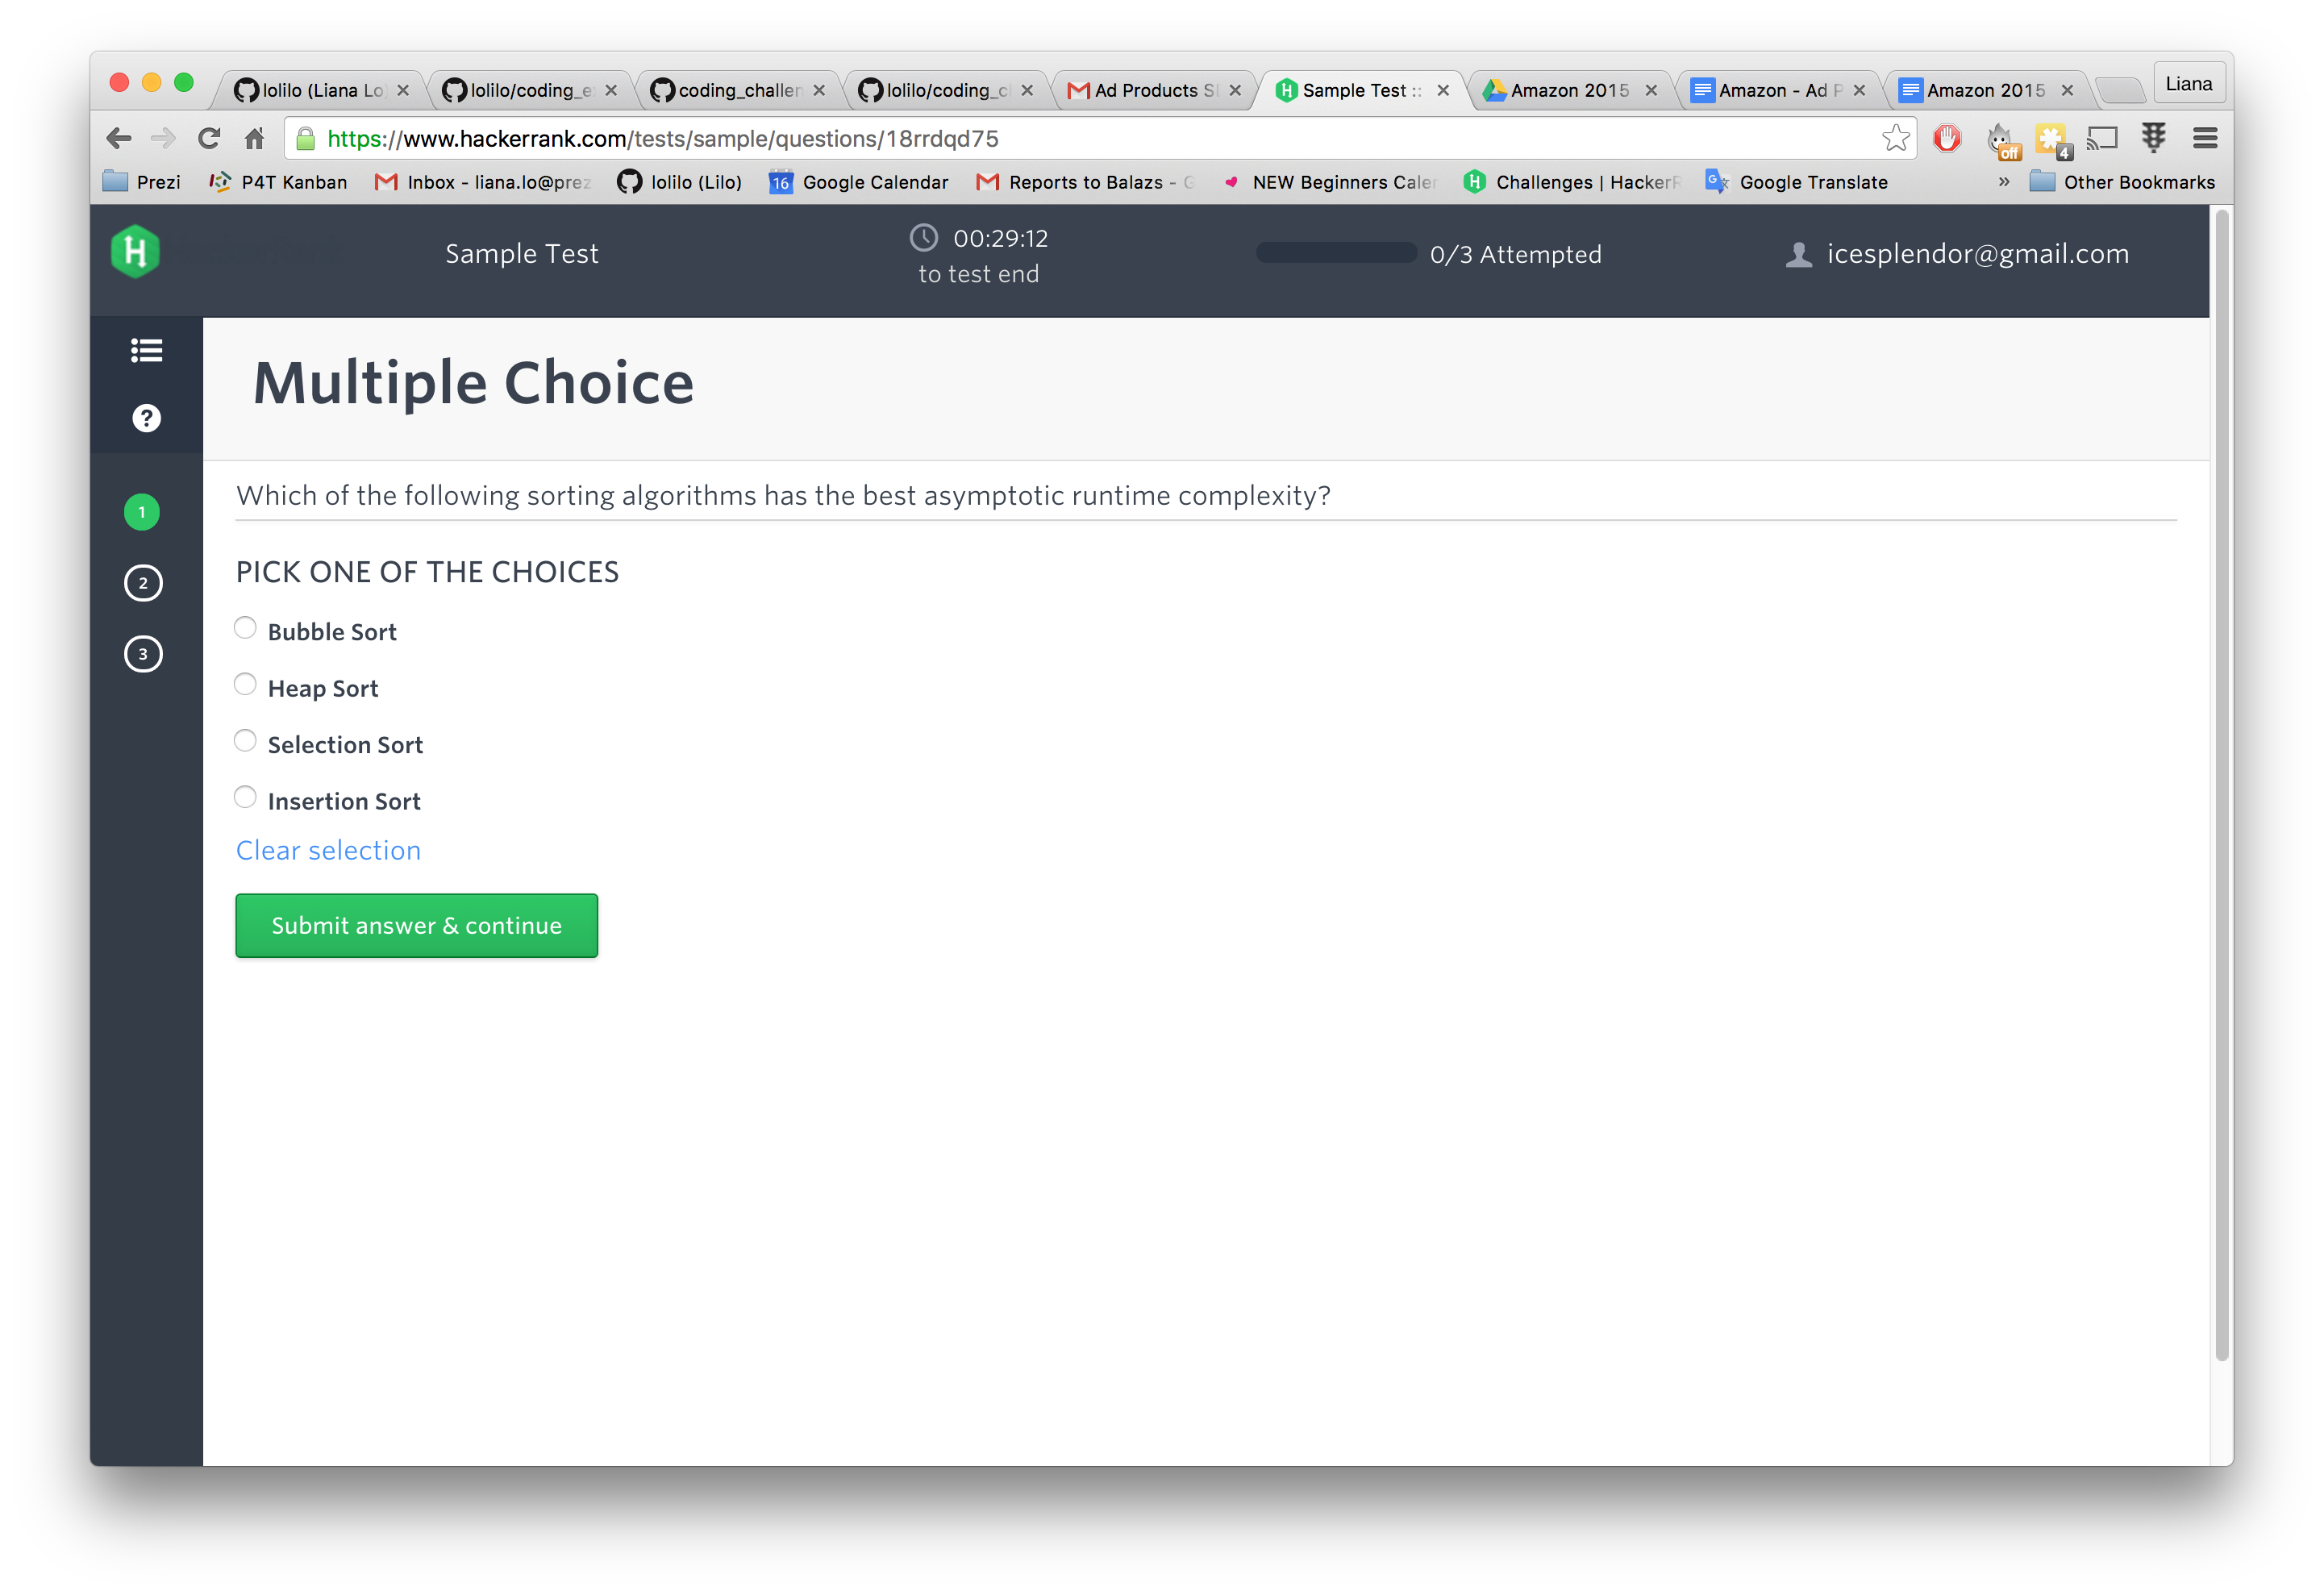 lolilo (Liana Lo
lolilo/coding_e
coding_challen
lolilo/coding_c
Ad Products S
Sample Test ::
Amazon 2015
Amazon - Ad P
Amazon 2015
Liana
https://www.hackerrank.com/tests/sample/questions/18rrdqd75
off
4
Prezi
P4T Kanban
Inbox - liana.lo@prez
lolilo (Lilo)
16
Google Calendar
Reports to Balazs - G
NEW Beginners Caler
H
Challenges | HackerR
Google Translate
»
Other Bookmarks
H
Sample Test
00:29:12
to test end
0/3 Attempted
icesplendor@gmail.com
?
Multiple Choice
Which of the following sorting algorithms has the best asymptotic runtime complexity?
1
2
3
PICK ONE OF THE CHOICES
Bubble Sort
Heap Sort
Selection Sort
Insertion Sort
Clear selection
Submit answer & continue